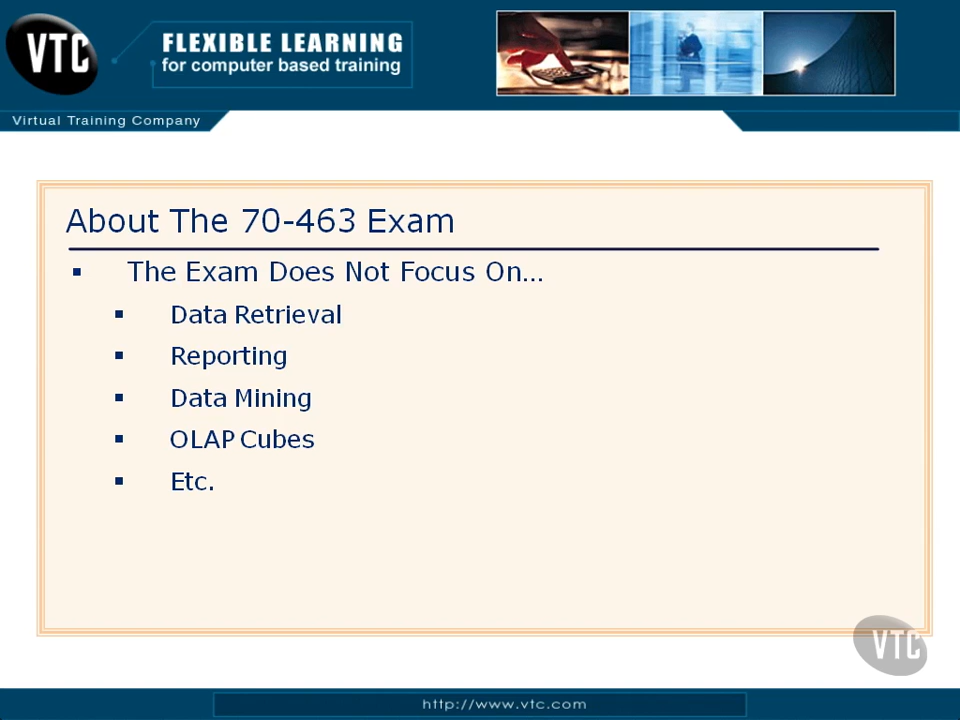 VTC
FLEXIBLE LEARNING
for computer based training
Virtual Training Company
About The 70-463 Exam
▪ The Exam Does Not Focus On…
▪ Data Retrieval
▪ Reporting
▪ Data Mining
▪ OLAP Cubes
▪ Etc.
VTC
http://www.vtc.com